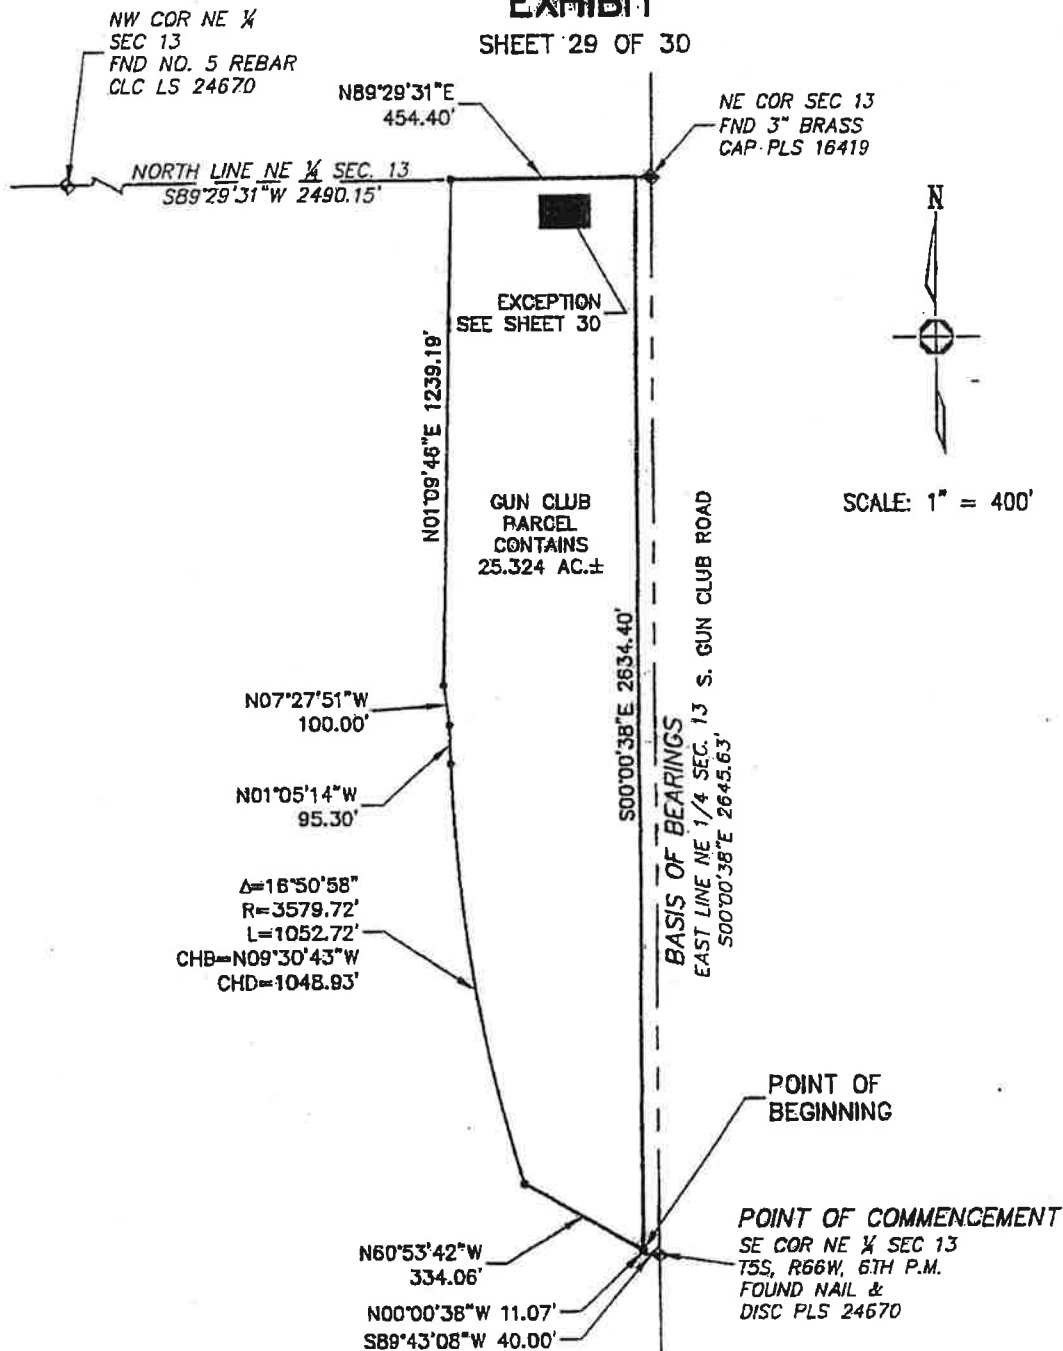 EXHIBIT
SHEET 29 OF 30
NW COR NE ¼
SEC 13
FND NO. 5 REBAR
CLC LS 24670
N89°29'31"E
454.40'
NE COR SEC 13
FND 3" BRASS
CAP PLS 16419
NORTH LINE NE ¼ SEC. 13
S89°29'31"W 2490.15'
N
EXCEPTION
SEE SHEET 30
N01°09'46"E 1239.19'
SCALE: 1" = 400'
GUN CLUB
PARCEL
CONTAINS
25.324 AC.±
S00°00'38"E 2634.40'
BASIS OF BEARINGS
EAST LINE NE 1/4 SEC. 13
S00°00'38"E 2645.63'
S. GUN CLUB ROAD
N07°27'51"W
100.00'
N01°05'14"W
95.30'
Δ=16°50'58"
R=3579.72'
L=1052.72'
CHB=N09°30'43"W
CHD=1048.93'
POINT OF
BEGINNING
N60°53'42"W
334.06'
N00°00'38"W 11.07'
S89°43'08"W 40.00'
POINT OF COMMENCEMENT
SE COR NE ¼ SEC 13
T5S, R66W, 6TH P.M.
FOUND NAIL &
DISC PLS 24670